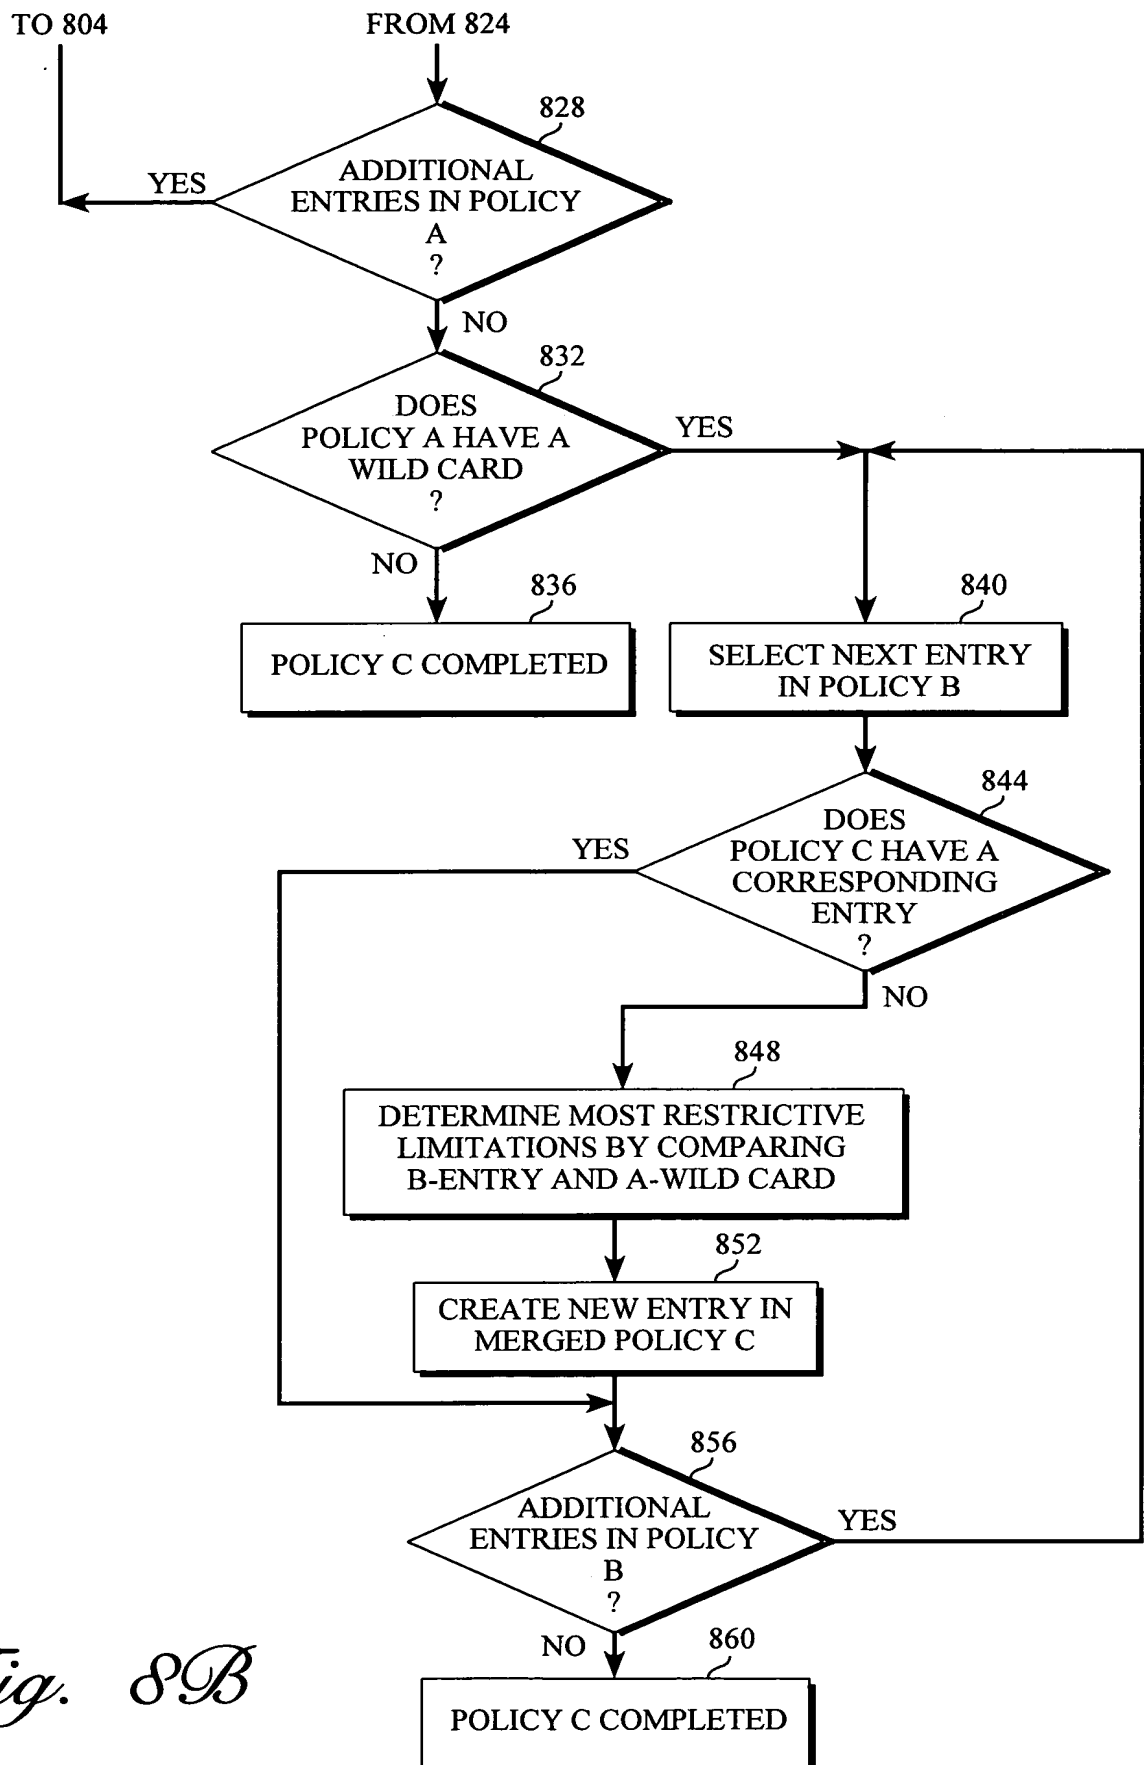 TO 804
FROM 824
828
ADDITIONAL
ENTRIES IN POLICY
A
?
YES
NO
832
DOES
POLICY A HAVE A
WILD CARD
?
YES
NO
836
POLICY C COMPLETED
840
SELECT NEXT ENTRY
IN POLICY B
844
DOES
POLICY C HAVE A
CORRESPONDING
ENTRY
?
YES
NO
848
DETERMINE MOST RESTRICTIVE
LIMITATIONS BY COMPARING
B-ENTRY AND A-WILD CARD
852
CREATE NEW ENTRY IN
MERGED POLICY C
856
ADDITIONAL
ENTRIES IN POLICY
B
?
YES
NO
860
POLICY C COMPLETED
ig. 8B